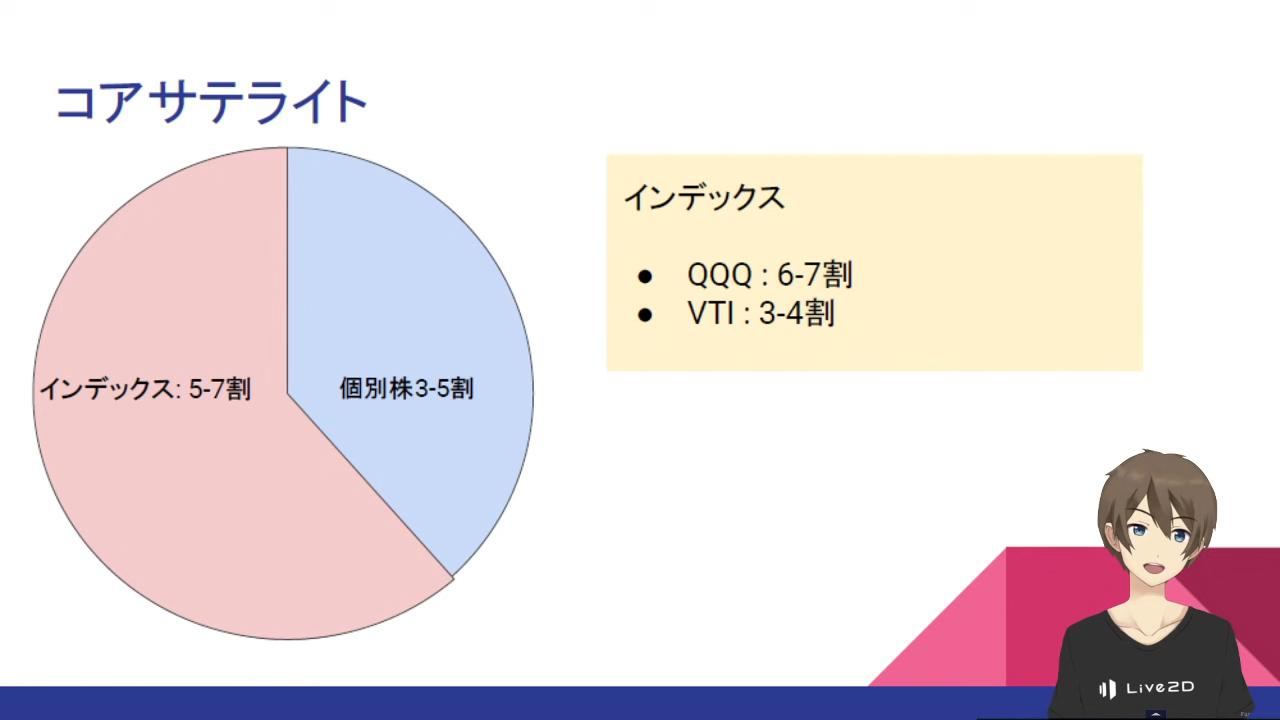 コアサテライト
インデックス: 5-7割
個別株3-5割
インデックス
● QQQ : 6-7割
● VTI : 3-4割
Live2D